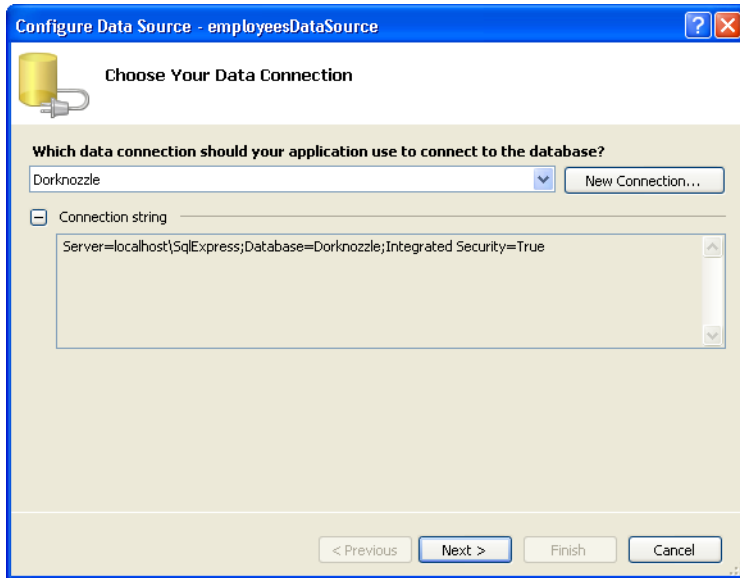 Configure Data Source - employeesDataSource
Choose Your Data Connection
Which data connection should your application use to connect to the database?
Dorknozzle
New Connection...
Connection string
Server=localhost\SqlExpress;Database=Dorknozzle;Integrated Security=True
< Previous
Next >
Finish
Cancel